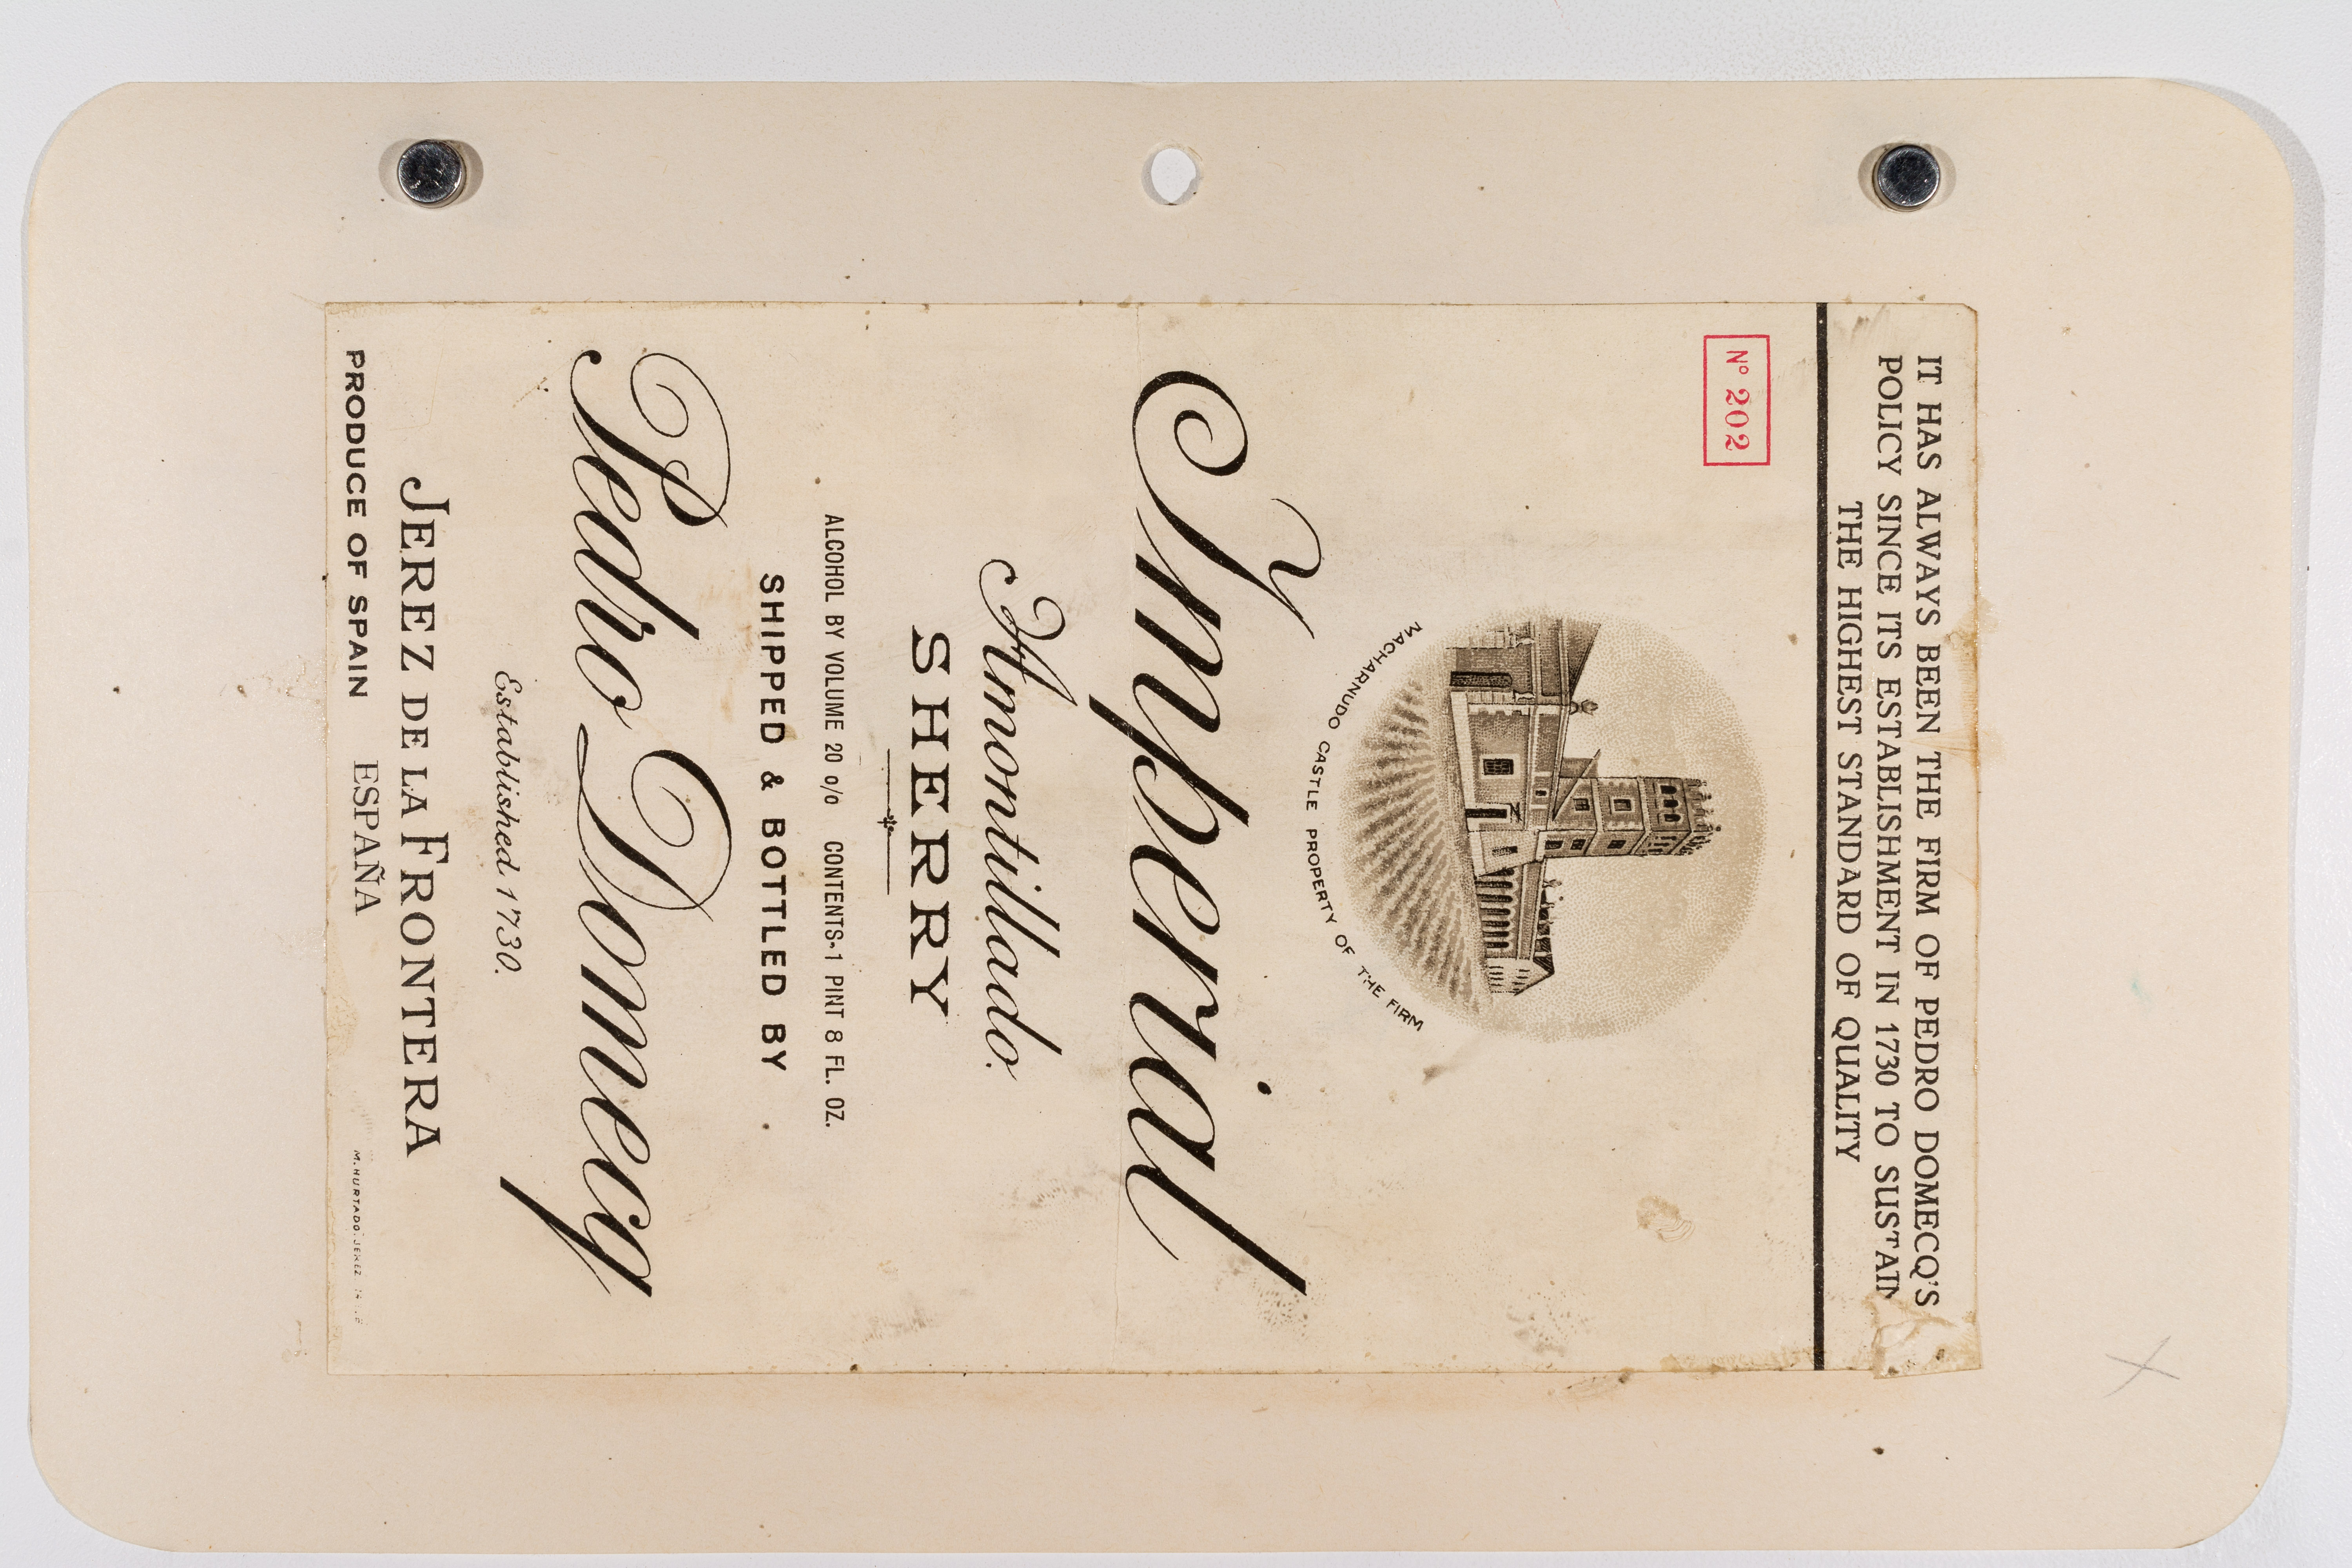 IT HAS ALWAYS BEEN THE FIRM OF PEDRO DOMECQ'S
POLICY SINCE ITS ESTABLISHMENT IN 1730 TO SUSTAIN
THE HIGHEST STANDARD OF QUALITY
Nº 202
MACHARNUDO CASTLE PROPERTY OF THE FIRM
Imperial
Amontillado.
SHERRY
ALCOHOL BY VOLUME 20 o/o CONTENTS-1 PINT 8 FL. OZ.
SHIPPED & BOTTLED BY
Pedro Domecq
Established 1730.
JEREZ DE LA FRONTERA
PRODUCE OF SPAIN ESPAÑA
M. HURTADO. JEREZ